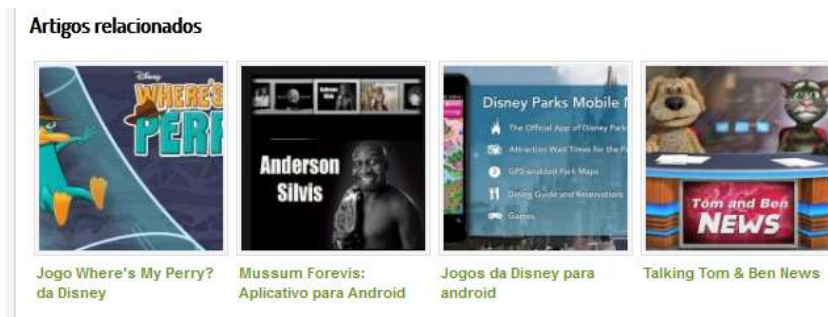 Artigos relacionados
Disney
WHERE'S
PERR
Anderson
Silvis
Disney Parks Mobile
The Official App of Disney Parks
Attraction Wait Times for the
GPS-enabled Park Maps
Dining Guide and Reservations
Games
Tom and Ben
NEWS
Jogo Where's My Perry?
da Disney
Mussum Forevis:
Aplicativo para Android
Jogos da Disney para
android
Talking Tom & Ben News